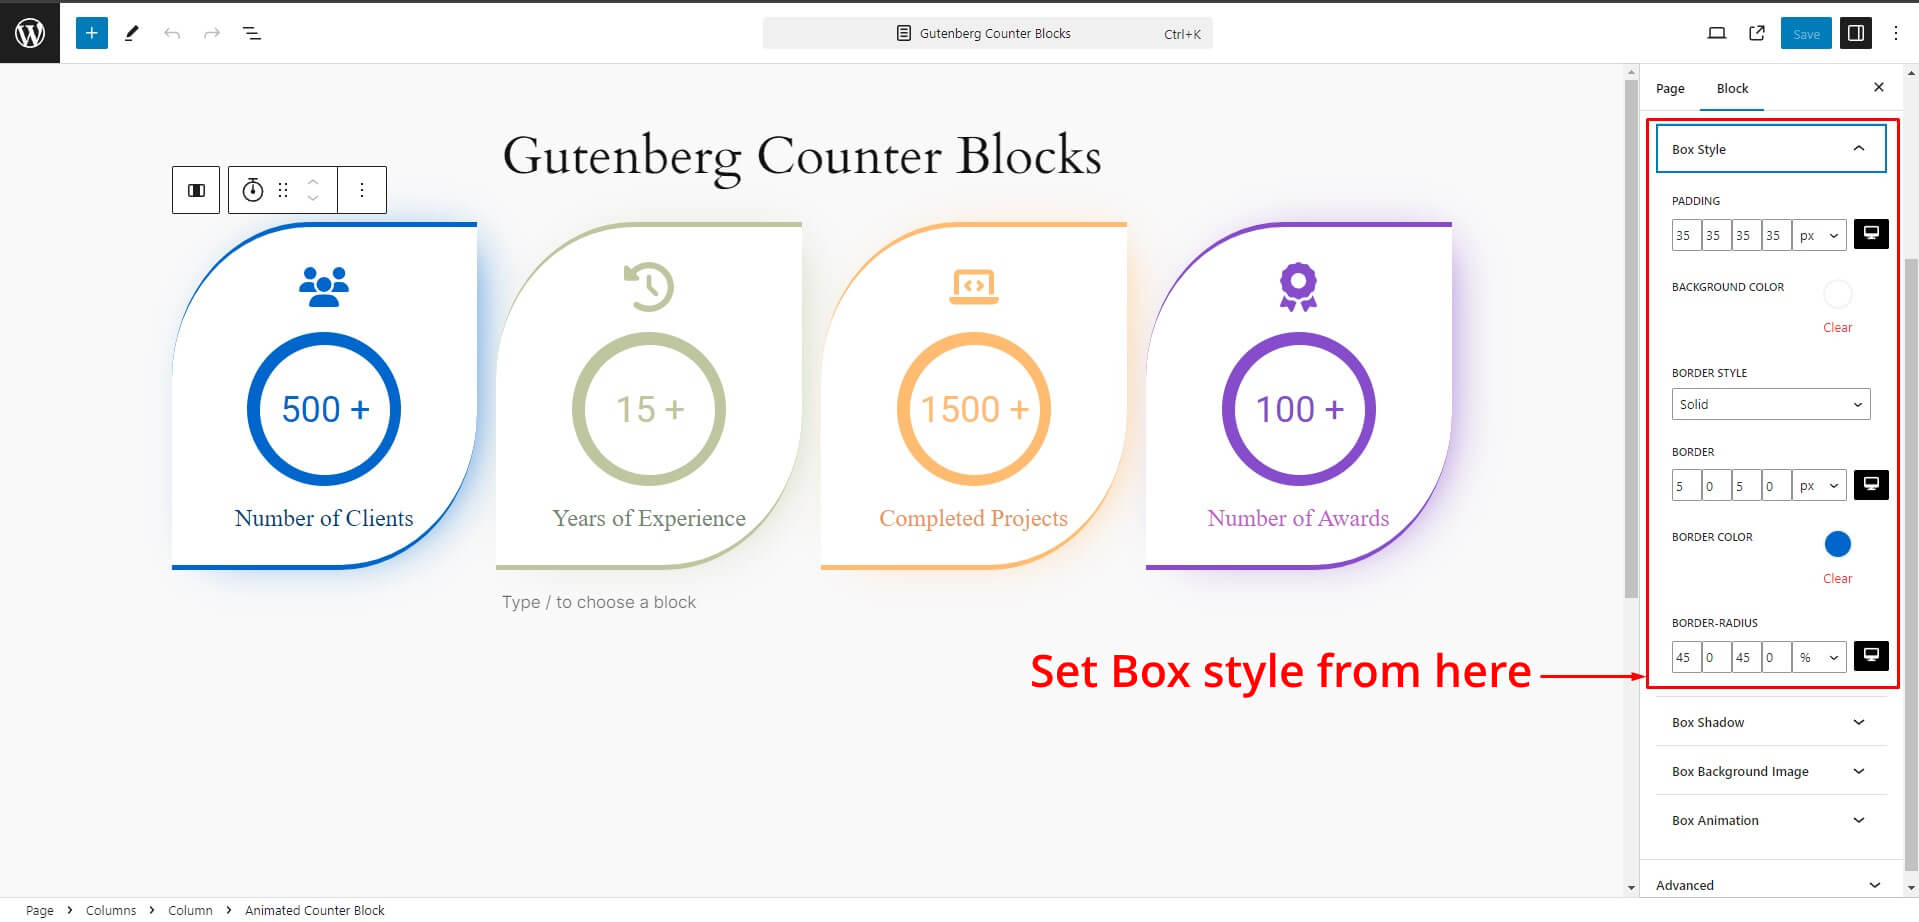 Gutenberg Counter Blocks Ctrl+K
Save
Gutenberg Counter Blocks
500 +
Number of Clients
15 +
Years of Experience
1500 +
Completed Projects
100 +
Number of Awards
Type / to choose a block
Set Box style from here
Page Block
Box Style
PADDING
35 35 35 35 px
BACKGROUND COLOR
Clear
BORDER STYLE
Solid
BORDER
5 0 5 0 px
BORDER COLOR
Clear
BORDER-RADIUS
45 0 45 0 %
Box Shadow
Box Background Image
Box Animation
Advanced
Page > Columns > Column > Animated Counter Block